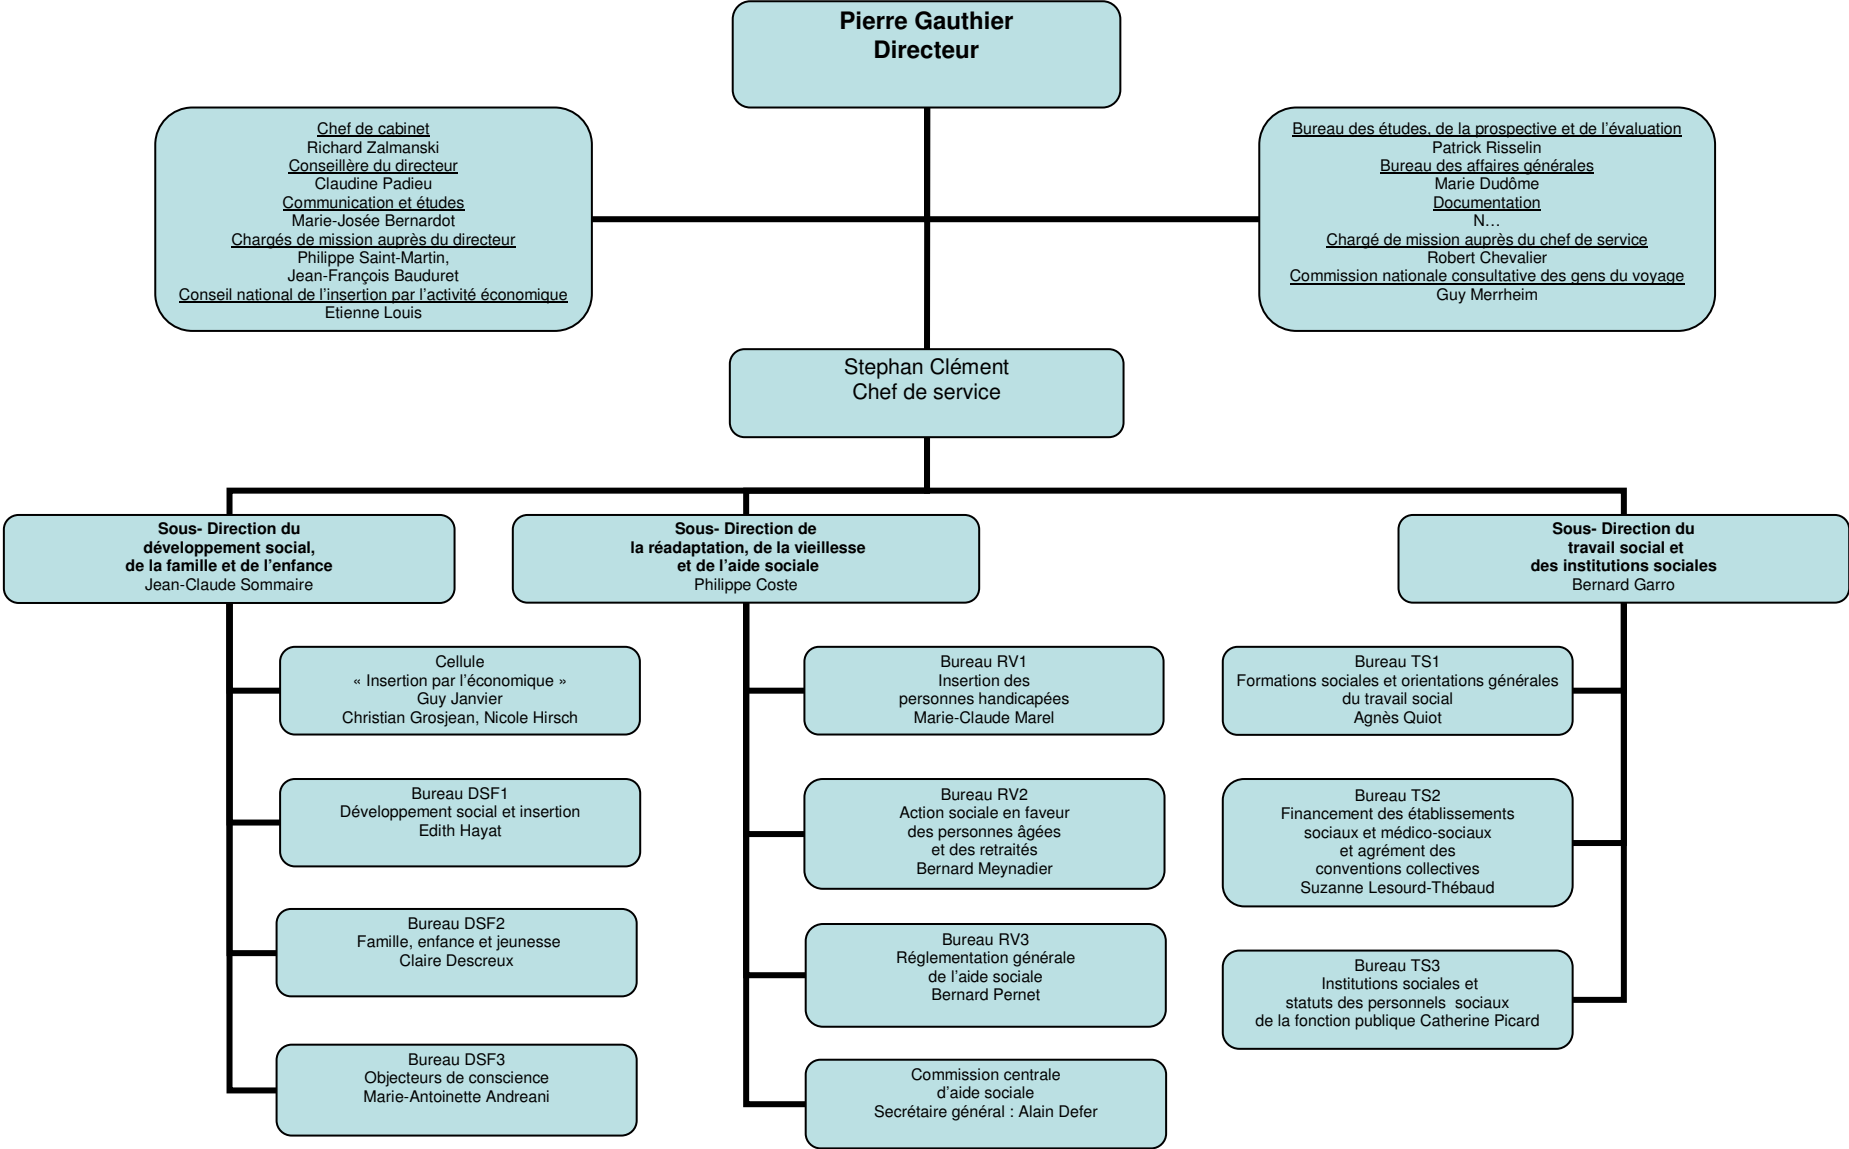 Pierre Gauthier
Directeur
Chef de cabinet
Richard Zalmanski
Conseillère du directeur
Claudine Padieu
Communication et études
Marie-Josée Bernardot
Chargés de mission auprès du directeur
Philippe Saint-Martin,
Jean-François Bauduret
Conseil national de l'insertion par l'activité économique
Etienne Louis
Bureau des études, de la prospective et de l'évaluation
Patrick Risselin
Bureau des affaires générales
Marie Dudôme
Documentation
N…
Chargé de mission auprès du chef de service
Robert Chevalier
Commission nationale consultative des gens du voyage
Guy Merrheim
Stephan Clément
Chef de service
Sous- Direction du
développement social,
de la famille et de l'enfance
Jean-Claude Sommaire
Sous- Direction de
la réadaptation, de la vieillesse
et de l'aide sociale
Philippe Coste
Sous- Direction du
travail social et
des institutions sociales
Bernard Garro
Cellule
« Insertion par l'économique »
Guy Janvier
Christian Grosjean, Nicole Hirsch
Bureau DSF1
Développement social et insertion
Edith Hayat
Bureau DSF2
Famille, enfance et jeunesse
Claire Descreux
Bureau DSF3
Objecteurs de conscience
Marie-Antoinette Andreani
Bureau RV1
Insertion des
personnes handicapées
Marie-Claude Marel
Bureau RV2
Action sociale en faveur
des personnes âgées
et des retraités
Bernard Meynadier
Bureau RV3
Réglementation générale
de l'aide sociale
Bernard Pernet
Commission centrale
d'aide sociale
Secrétaire général : Alain Defer
Bureau TS1
Formations sociales et orientations générales
du travail social
Agnès Quiot
Bureau TS2
Financement des établissements
sociaux et médico-sociaux
et agrément des
conventions collectives
Suzanne Lesourd-Thébaud
Bureau TS3
Institutions sociales et
statuts des personnels  sociaux
de la fonction publique Catherine Picard